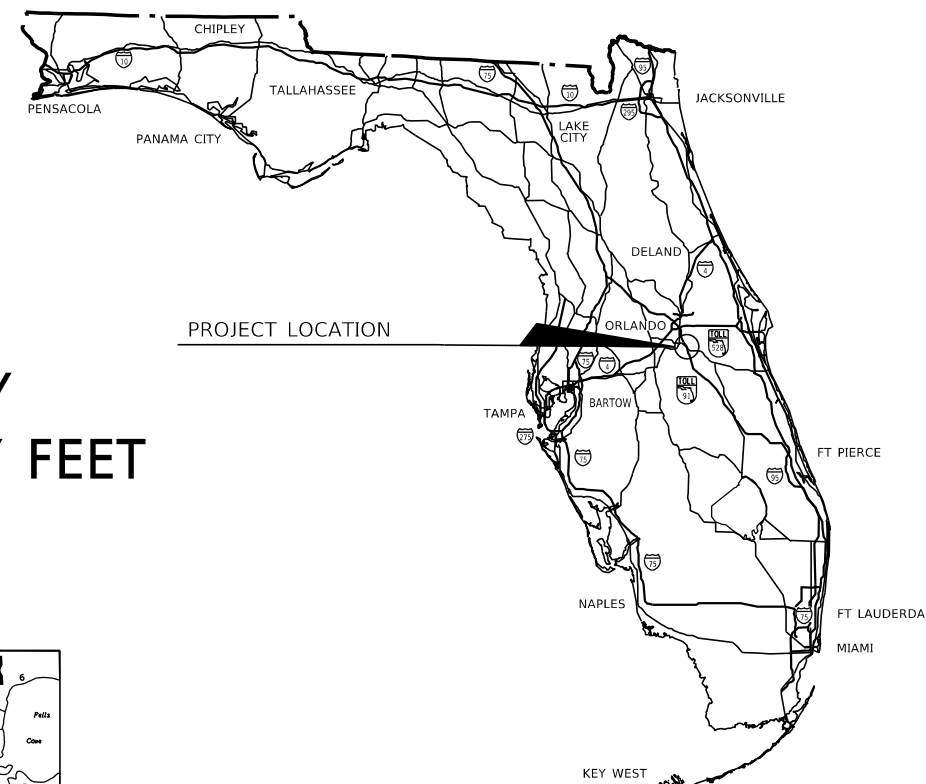 CHIPLEY
10
PENSACOLA
PANAMA CITY
TALLAHASSEE
75
10
95
295
JACKSONVILLE
LAKE
CITY
DELAND
4
PROJECT LOCATION
ORLANDO
TOLL
528
75
4
TOLL
91
BARTOW
TAMPA
275
75
FEET
FT PIERCE
95
75
NAPLES
75
FT LAUDERDA
MIAMI
6
Fells
Cove
KEY WEST